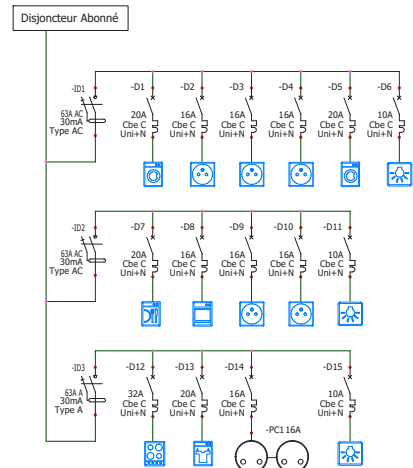 Disjoncteur Abonné
-ID1
63A AC
30mA
Type AC
-D1
20A
Cbe C
Uni+N
-D2
16A
Cbe C
Uni+N
-D3
16A
Cbe C
Uni+N
-D4
16A
Cbe C
Uni+N
-D5
20A
Cbe C
Uni+N
-D6
10A
Cbe C
Uni+N
-ID2
63A AC
30mA
Type AC
-D7
20A
Cbe C
Uni+N
-D8
16A
Cbe C
Uni+N
-D9
16A
Cbe C
Uni+N
-D10
16A
Cbe C
Uni+N
-D11
10A
Cbe C
Uni+N
-ID3
63A A
30mA
Type A
-D12
32A
Cbe C
Uni+N
-D13
20A
Cbe C
Uni+N
-D14
16A
Cbe C
Uni+N
-D15
10A
Cbe C
Uni+N
-PC116A